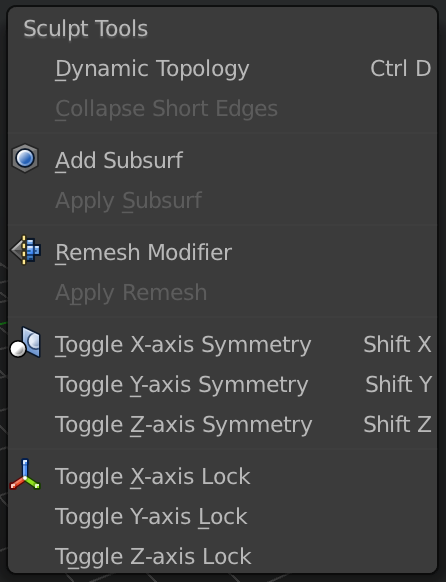 Sculpt Tools
Dynamic Topology Ctrl D
Collapse Short Edges
Add Subsurf
Apply Subsurf
Remesh Modifier
Apply Remesh
Toggle X-axis Symmetry Shift X
Toggle Y-axis Symmetry Shift Y
Toggle Z-axis Symmetry Shift Z
Toggle X-axis Lock
Toggle Y-axis Lock
Toggle Z-axis Lock